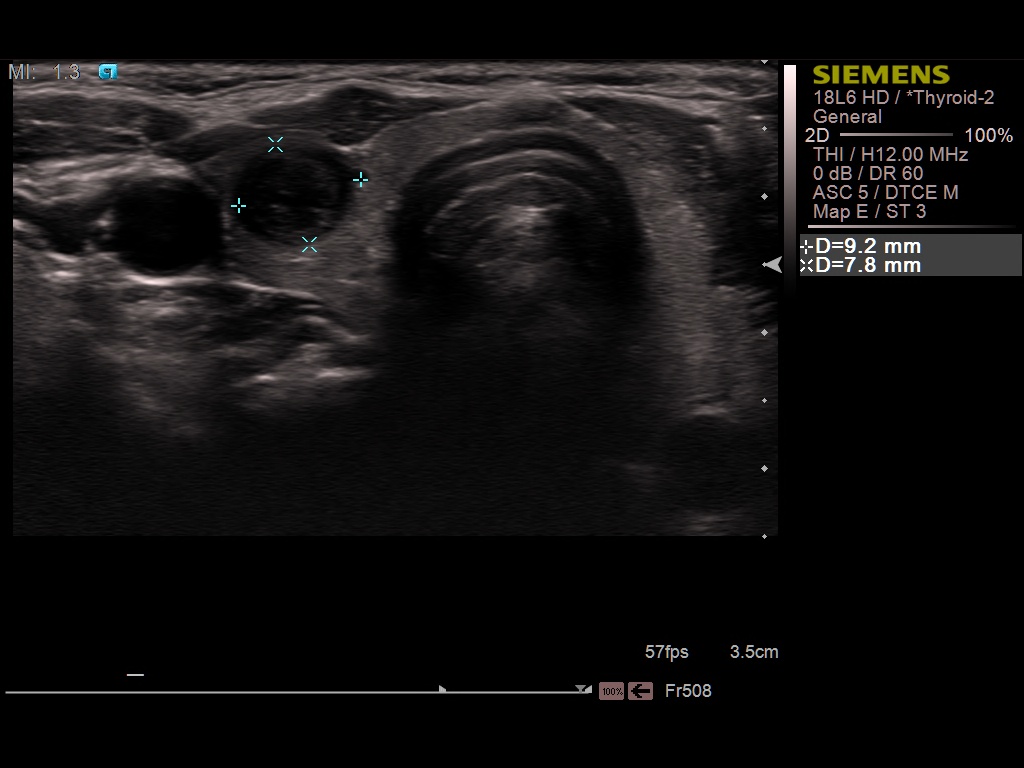 MI: 1.3
SIEMENS
18L6 HD / *Thyroid-2
General
2D 100%
THI / H12.00 MHz
0 dB / DR 60
ASC 5 / DTCE M
Map E / ST 3
D=9.2 mm
D=7.8 mm
57fps 3.5cm
100% Fr508